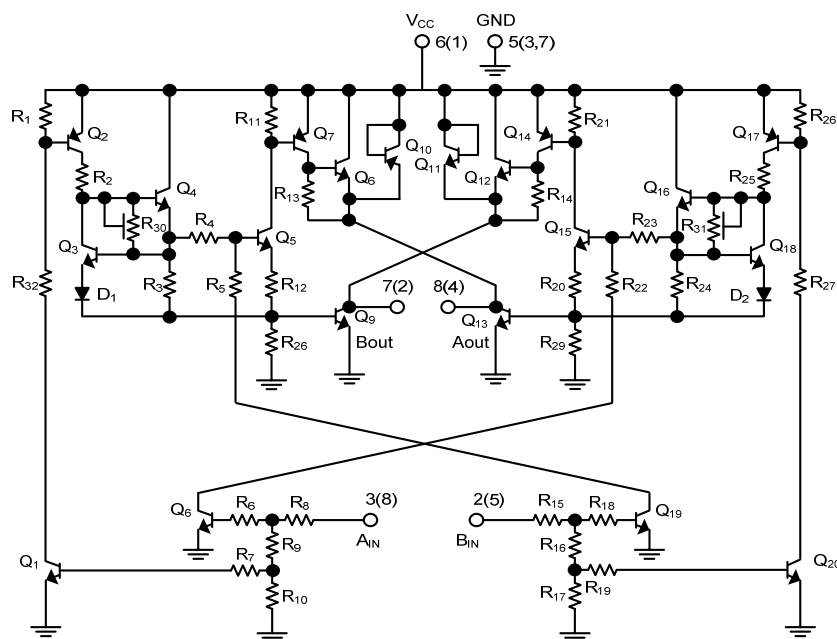 V_CC GND
6(1) 5(3,7)
R1 Q2 R11 Q7 Q10 Q14 R21 Q17 R26
R2 Q4 Q6 Q11 Q12 Q16 R25
R30 R13 R14 R31
Q3 R4 Q5 Q15 R23 Q18
R32 D1 R3 R5 R12 7(2) 8(4) R20 R22 R24 D2 R27
Q9 Q13
R26 Bout Aout R29
Q6 R6 R8 3(8) 2(5) R15 R18 Q19
R7 R9 A_IN B_IN R16
Q1 R10 R17 R19 Q20